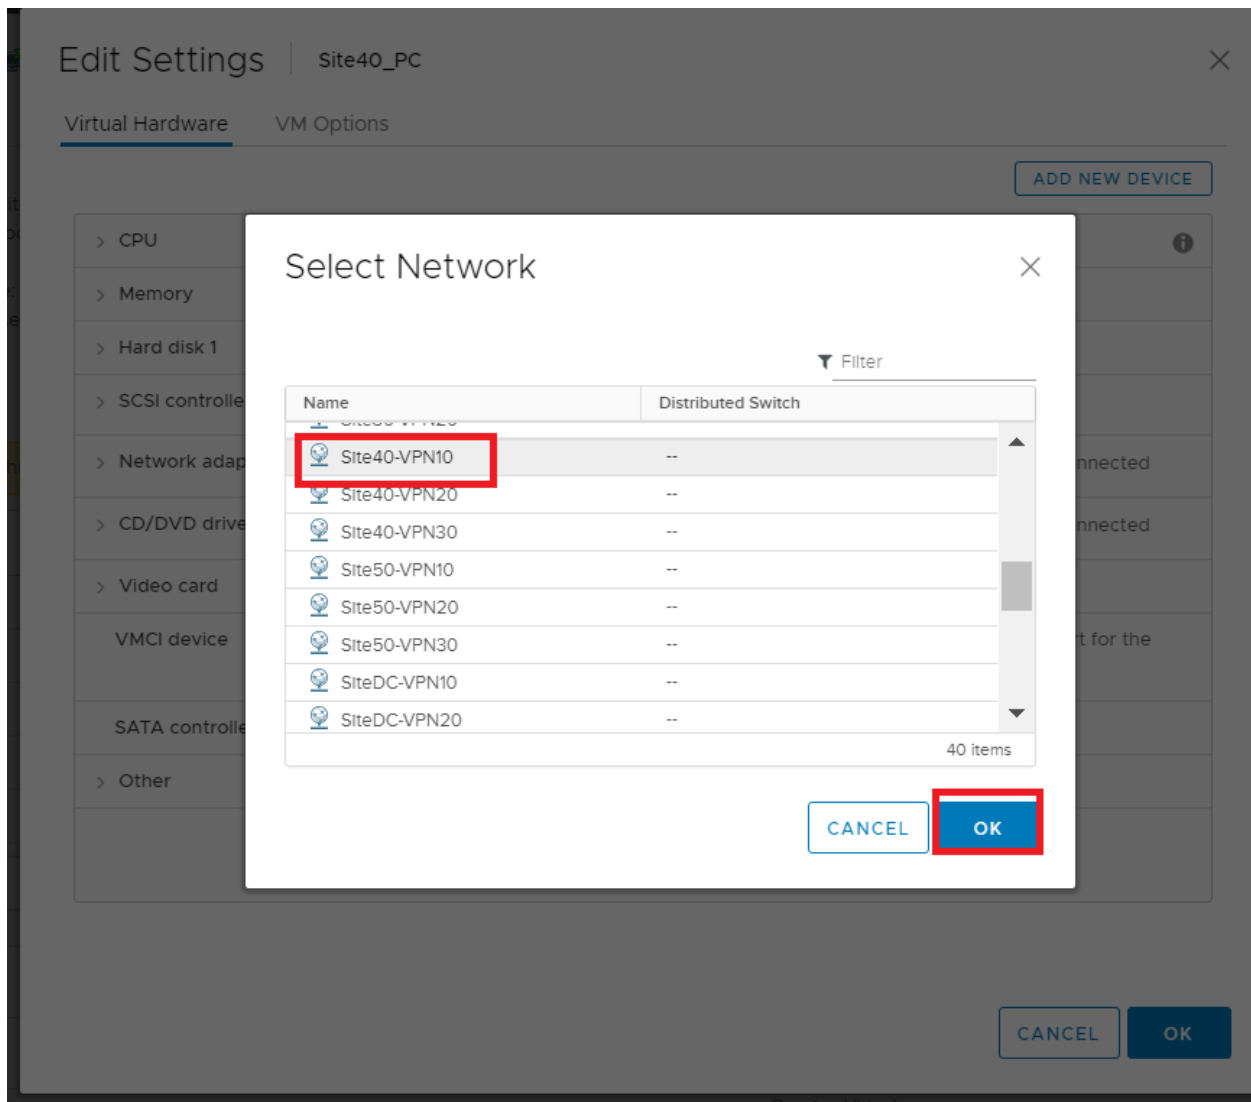 Edit Settings Site40_PC
Virtual Hardware VM Options
ADD NEW DEVICE
CPU
Select Network
Memory
Hard disk 1
Filter
SCSI controlle
Name Distributed Switch
Site40-VPN10 --
Network adap nnected
Site40-VPN20 --
CD/DVD drive nnected
Site40-VPN30 --
Site50-VPN10 --
Video card
Site50-VPN20 --
VMCI device t for the
Site50-VPN30 --
SiteDC-VPN10 --
SATA controlle
SiteDC-VPN20 --
40 items
Other
CANCEL OK
CANCEL OK